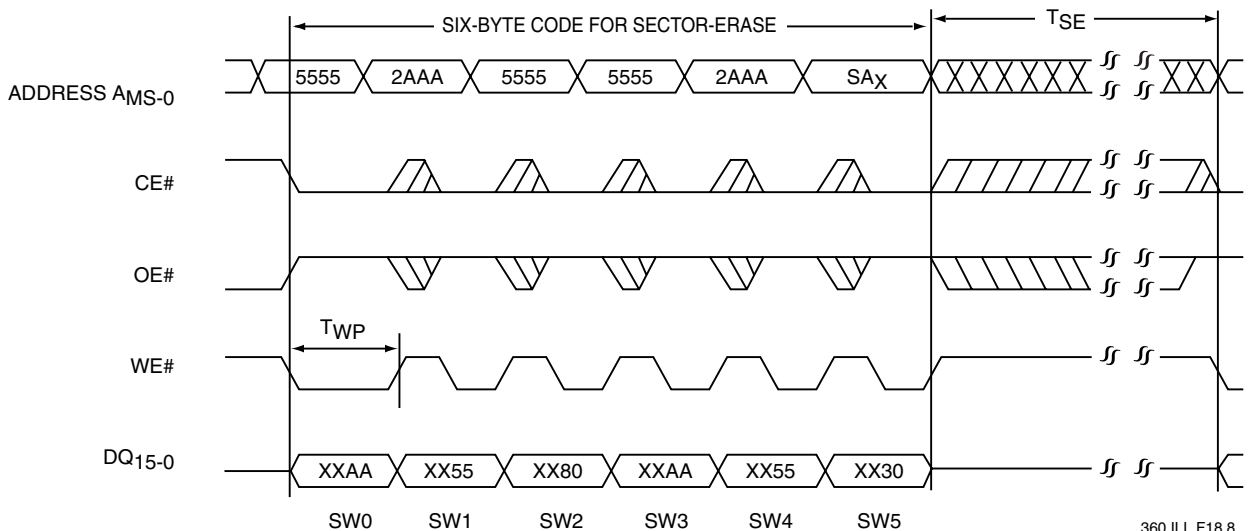 SIX-BYTE CODE FOR SECTOR-ERASE TSE
ADDRESS AMS-0 5555 2AAA 5555 5555 2AAA SAX
CE#
OE#
TWP
WE#
DQ15-0 XXAA XX55 XX80 XXAA XX55 XX30
SW0 SW1 SW2 SW3 SW4 SW5
360 ILL F18.8